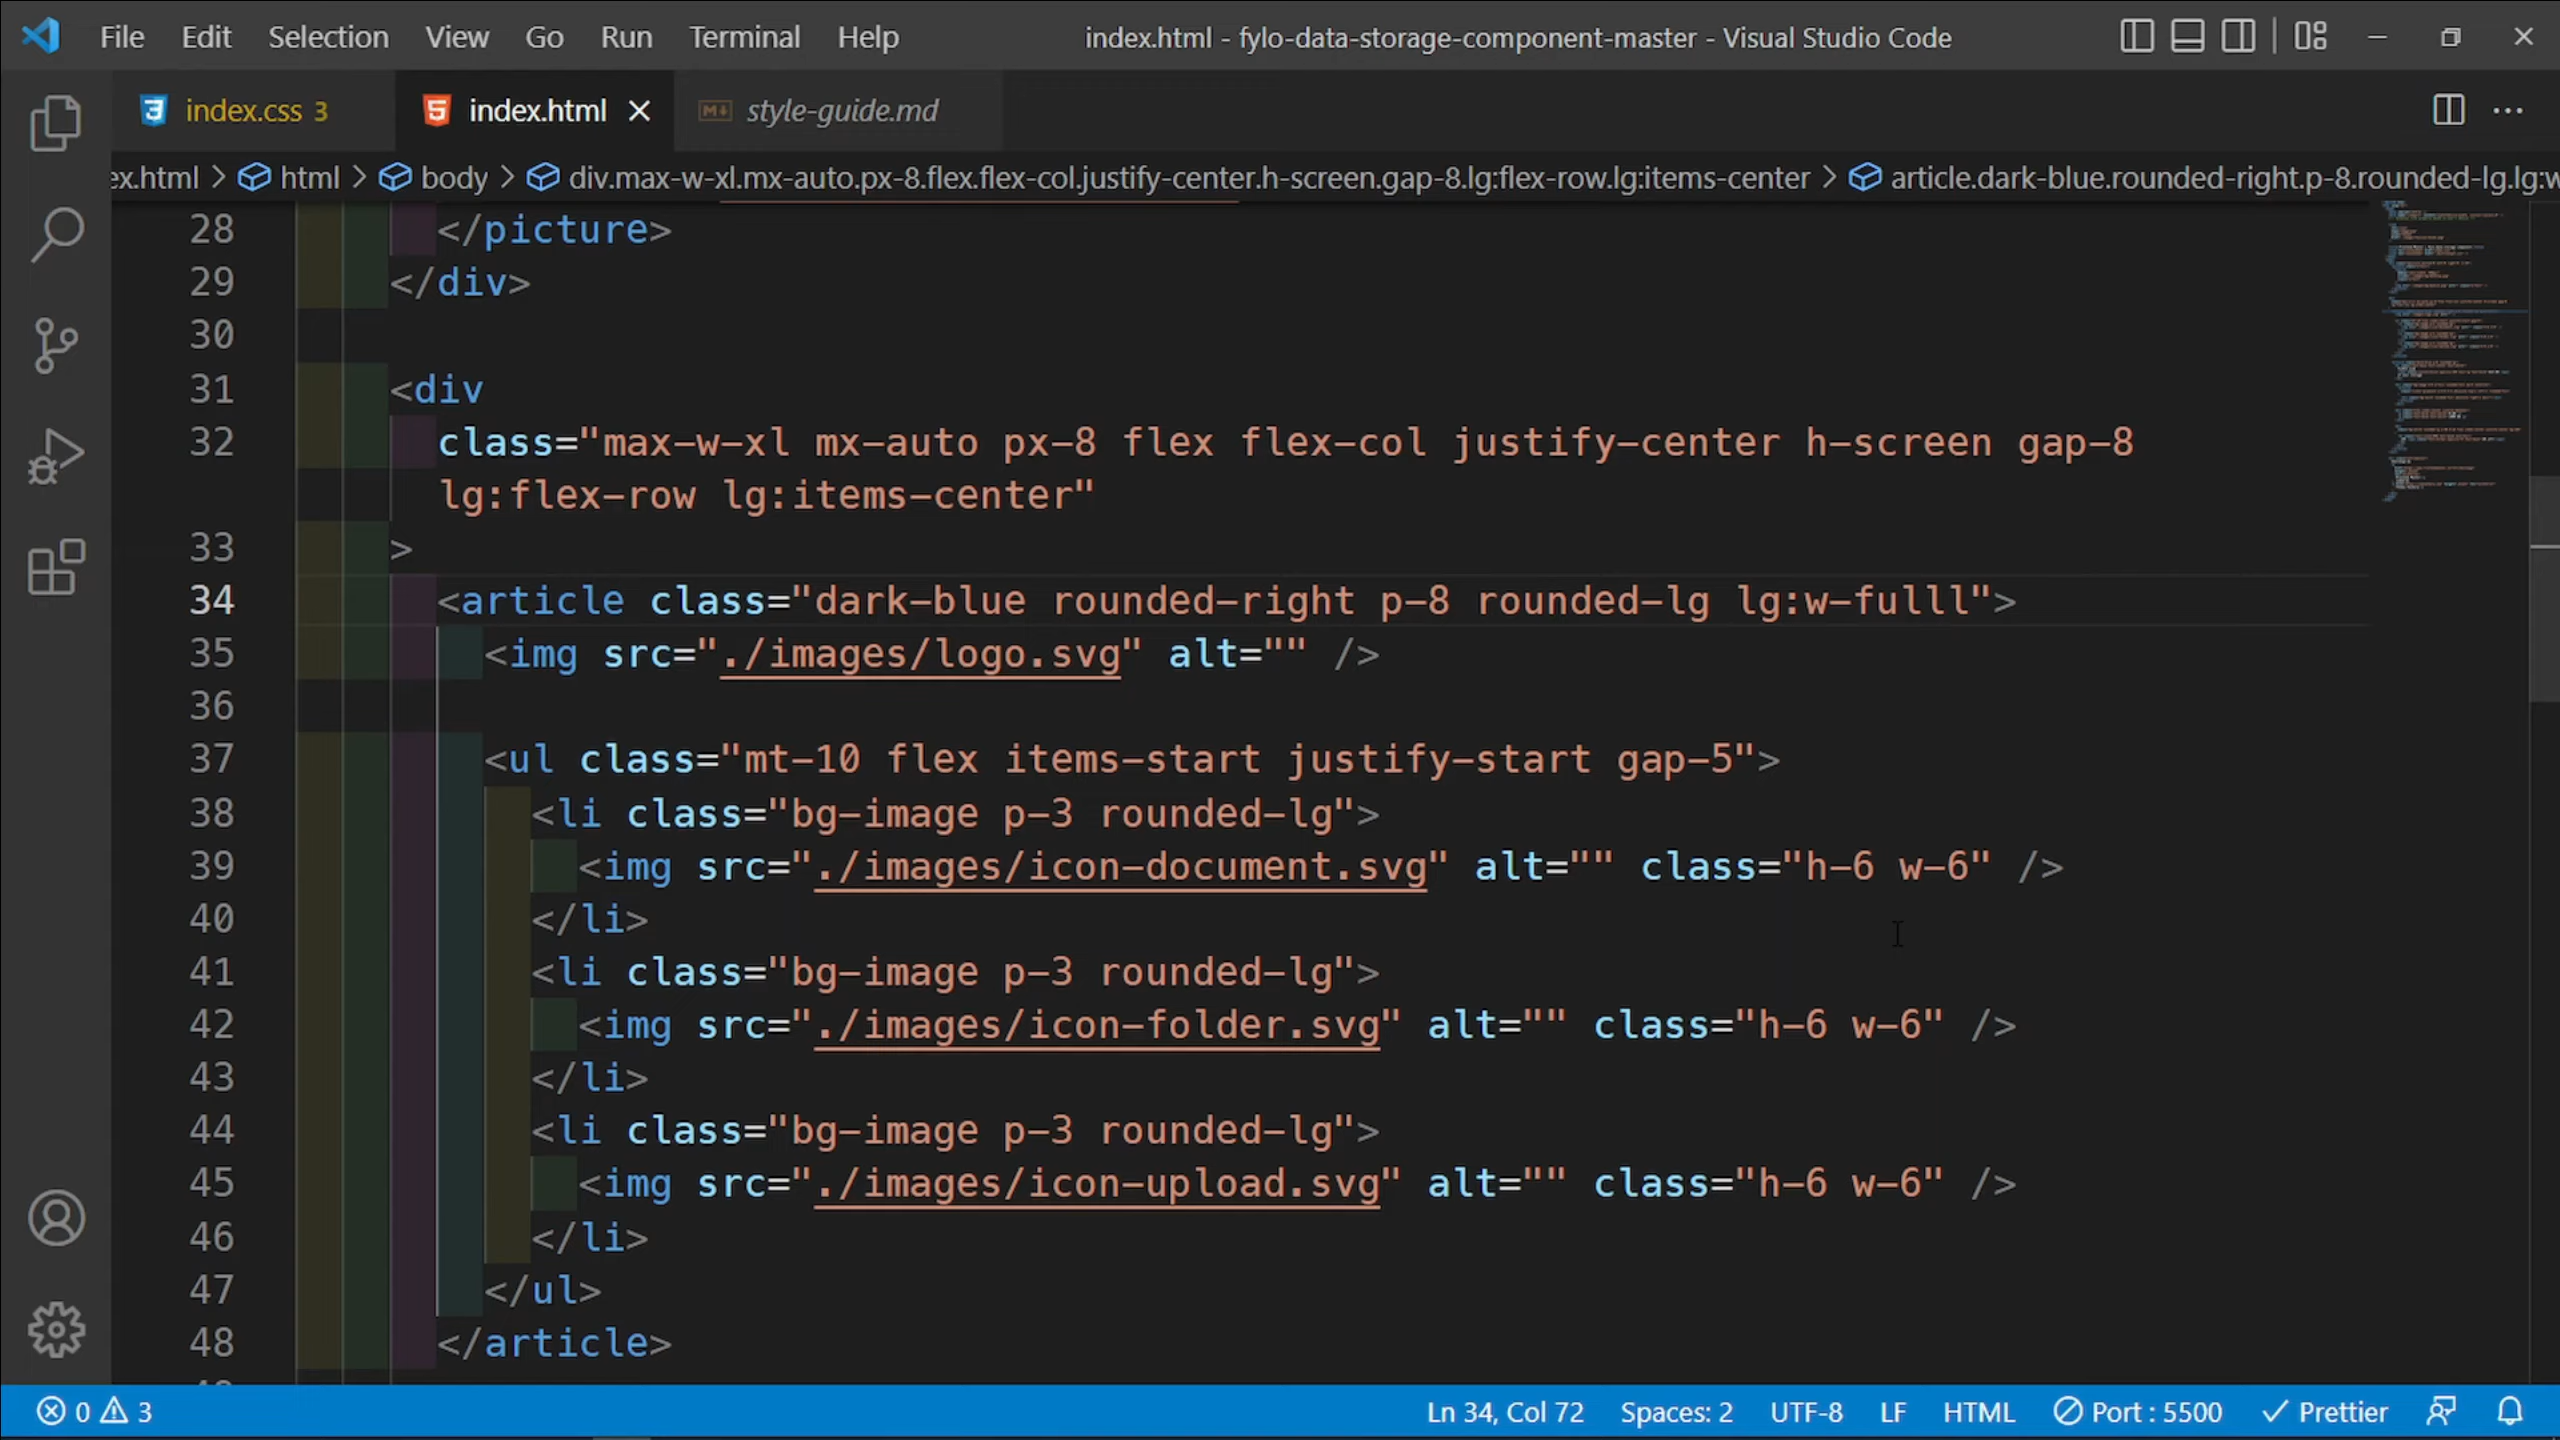 File Edit Selection View Go Run Terminal Help index.html - fylo-data-storage-component-master - Visual Studio Code
index.css 3 index.html style-guide.md
ex.html > html > body > div.max-w-xl.mx-auto.px-8.flex.flex-col.justify-center.h-screen.gap-8.lg:flex-row.lg:items-center > article.dark-blue.rounded-right.p-8.rounded-lg.lg:w
28 </picture>
29 </div>
30
31 <div
32 class="max-w-xl mx-auto px-8 flex flex-col justify-center h-screen gap-8
lg:flex-row lg:items-center"
33 >
34 <article class="dark-blue rounded-right p-8 rounded-lg lg:w-fulll">
35 <img src="./images/logo.svg" alt="" />
36
37 <ul class="mt-10 flex items-start justify-start gap-5">
38 <li class="bg-image p-3 rounded-lg">
39 <img src="./images/icon-document.svg" alt="" class="h-6 w-6" />
40 </li>
41 <li class="bg-image p-3 rounded-lg">
42 <img src="./images/icon-folder.svg" alt="" class="h-6 w-6" />
43 </li>
44 <li class="bg-image p-3 rounded-lg">
45 <img src="./images/icon-upload.svg" alt="" class="h-6 w-6" />
46 </li>
47 </ul>
48 </article>
0 3 Ln 34, Col 72 Spaces: 2 UTF-8 LF HTML Port : 5500 Prettier